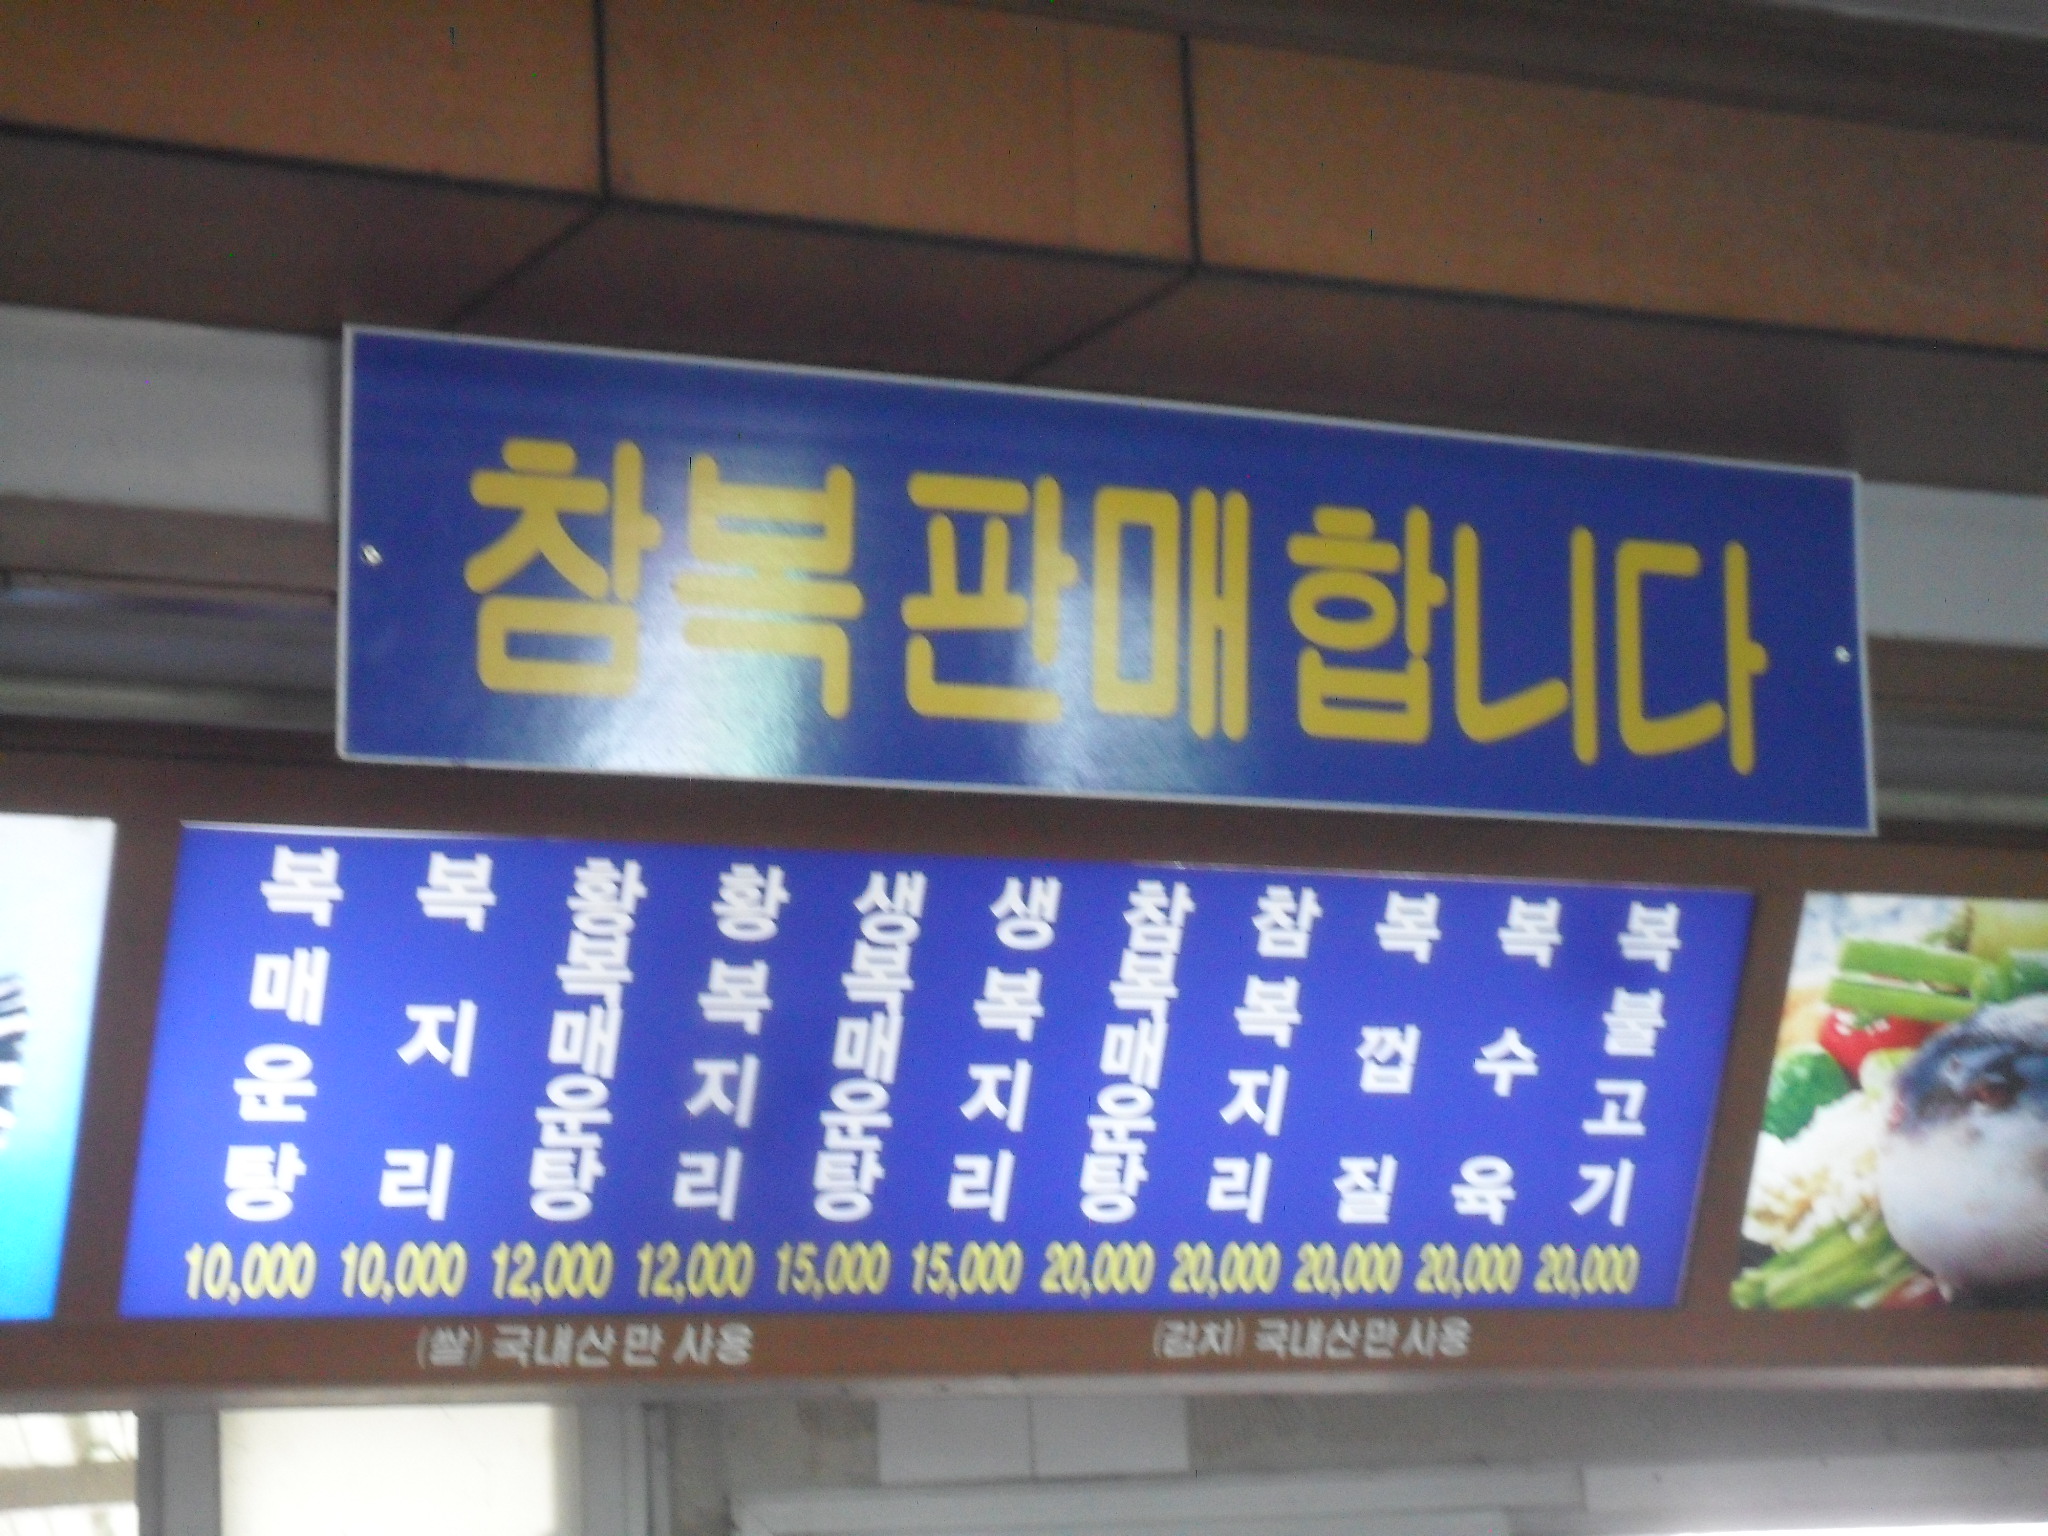 참복 판매 합니다
복매운탕 10,000
복지리 10,000
황복매운탕 12,000
황복지리 12,000
생복매운탕 15,000
생복지리 15,000
참복매운탕 20,000
참복지리 20,000
복껍질 20,000
복수육 20,000
복불고기 20,000
(쌀) 국내산 만 사용
(김치) 국내산 만 사용